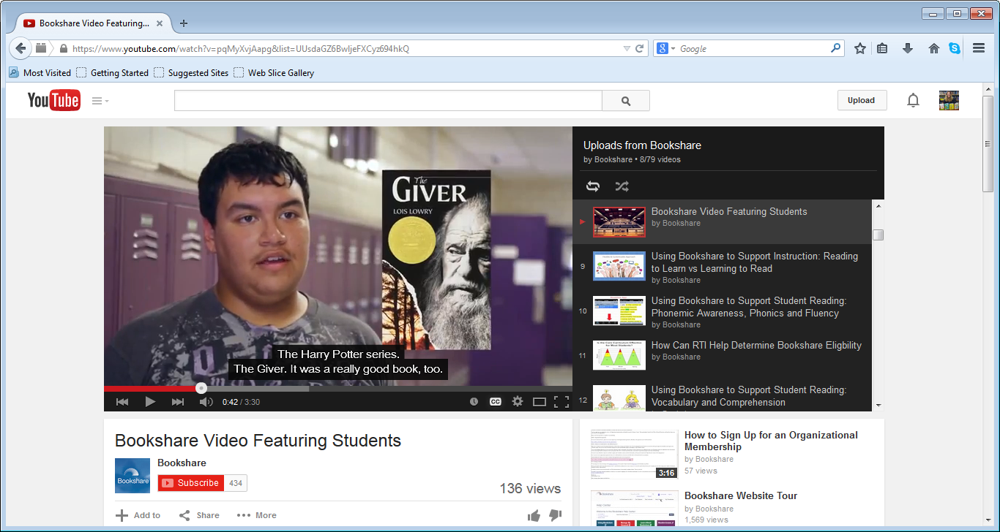 Bookshare Video Featuring...
https://www.youtube.com/watch?v=pqMyXvjAapg&list=UUsdaGZ6BwljeFXCyz694hkQ
Google
Most Visited Getting Started Suggested Sites Web Slice Gallery
YouTube
Upload
The
GIVER
LOIS LOWRY
The Harry Potter series.
The Giver. It was a really good book, too.
0:42 / 3:30
CC
Uploads from Bookshare
by Bookshare • 8/79 videos
Bookshare Video Featuring Students
by Bookshare
9
Using Bookshare to Support Instruction: Reading
to Learn vs Learning to Read
by Bookshare
10
Using Bookshare to Support Student Reading:
Phonemic Awareness, Phonics and Fluency
by Bookshare
11
How Can RTI Help Determine Bookshare Eligbility
by Bookshare
12
Using Bookshare to Support Student Reading:
Vocabulary and Comprehension
Bookshare Video Featuring Students
Bookshare
Bookshare
Subscribe 434
136 views
Add to Share More
How to Sign Up for an Organizational
Membership
by Bookshare
57 views
3:16
Bookshare Website Tour
by Bookshare
1,569 views